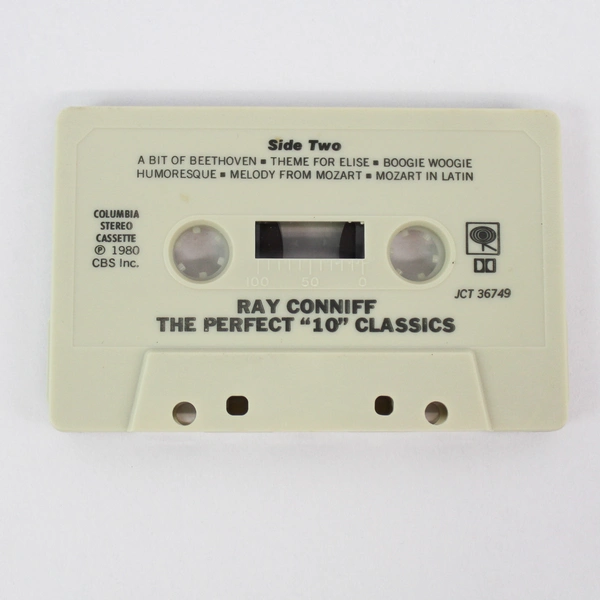 Side Two
A BIT OF BEETHOVEN ▪ THEME FOR ELISE ▪ BOOGIE WOOGIE
HUMORESQUE ▪ MELODY FROM MOZART ▪ MOZART IN LATIN
COLUMBIA
STEREO
CASSETTE
℗ 1980
CBS Inc.
100 50 0
JCT 36749
RAY CONNIFF
THE PERFECT “10” CLASSICS